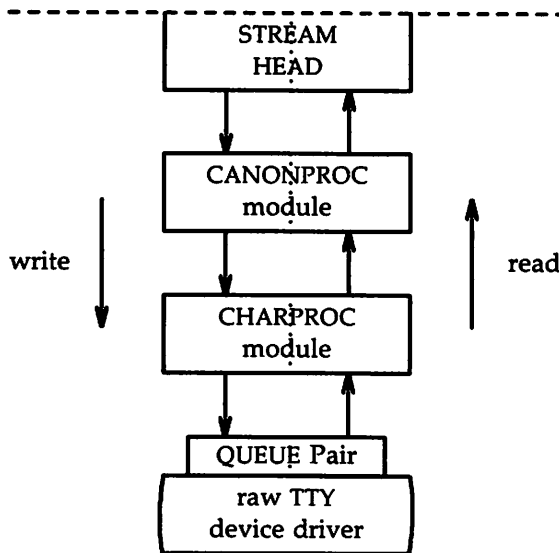 STREAM
HEAD
CANONPROC
module
write
read
CHARPROC
module
QUEUE Pair
raw TTY
device driver